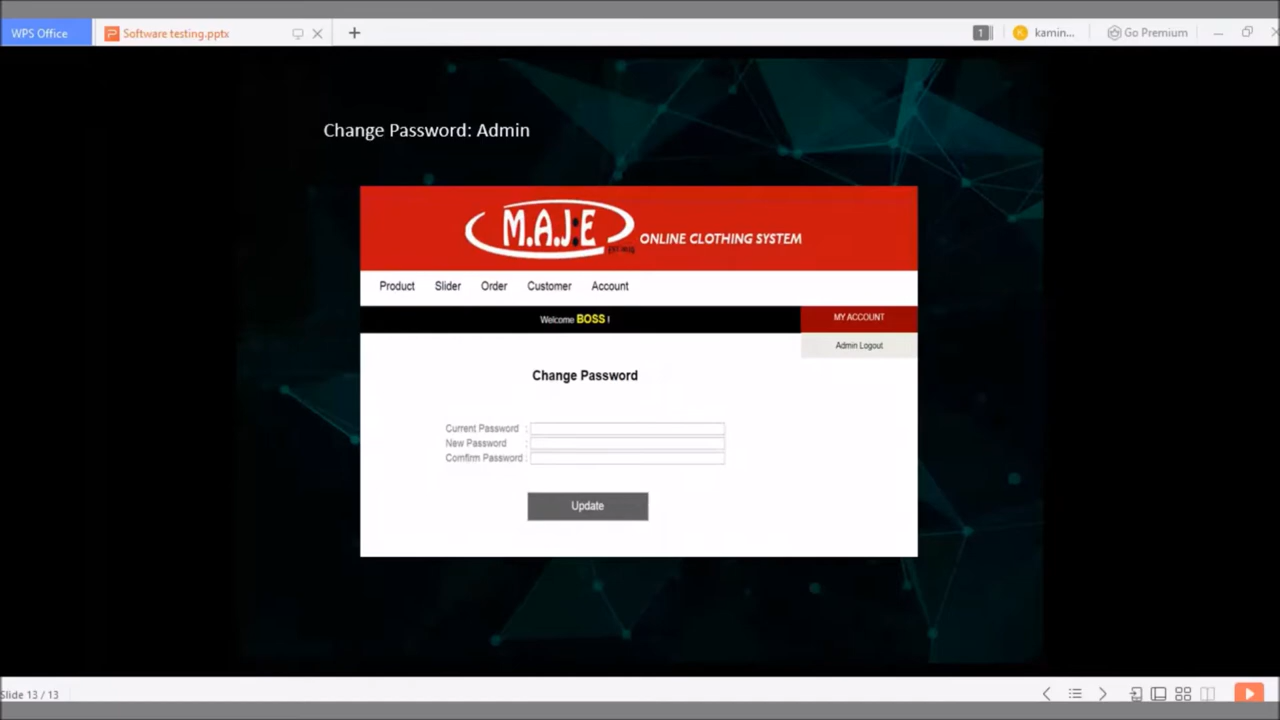 WPS Office
Software testing.pptx
1
kamin...
Go Premium
Change Password: Admin
M.A.J:E
ONLINE CLOTHING SYSTEM
Product Slider Order Customer Account
Welcome BOSS !
MY ACCOUNT
Admin Logout
Change Password
Current Password :
New Password :
Comfirm Password :
Update
Slide 13 / 13